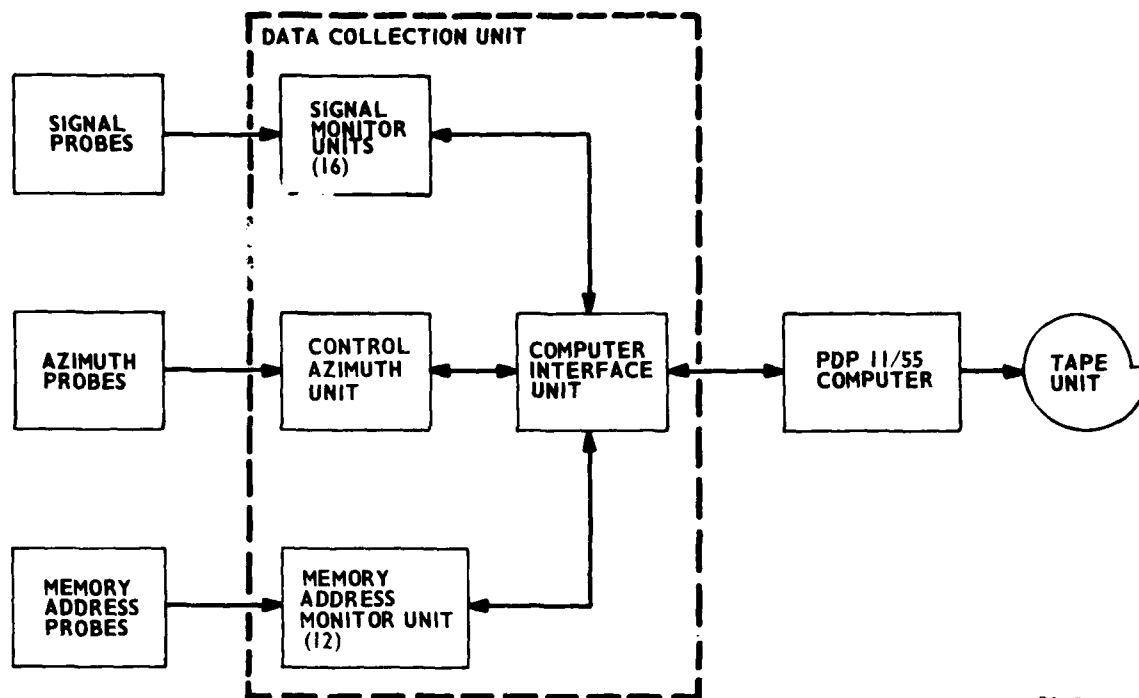 DATA COLLECTION UNIT
SIGNAL
PROBES
SIGNAL
MONITOR
UNITS
(16)
AZIMUTH
PROBES
CONTROL
AZIMUTH
UNIT
COMPUTER
INTERFACE
UNIT
PDP 11/55
COMPUTER
TAPE
UNIT
MEMORY
ADDRESS
PROBES
MEMORY
ADDRESS
MONITOR UNIT
(12)